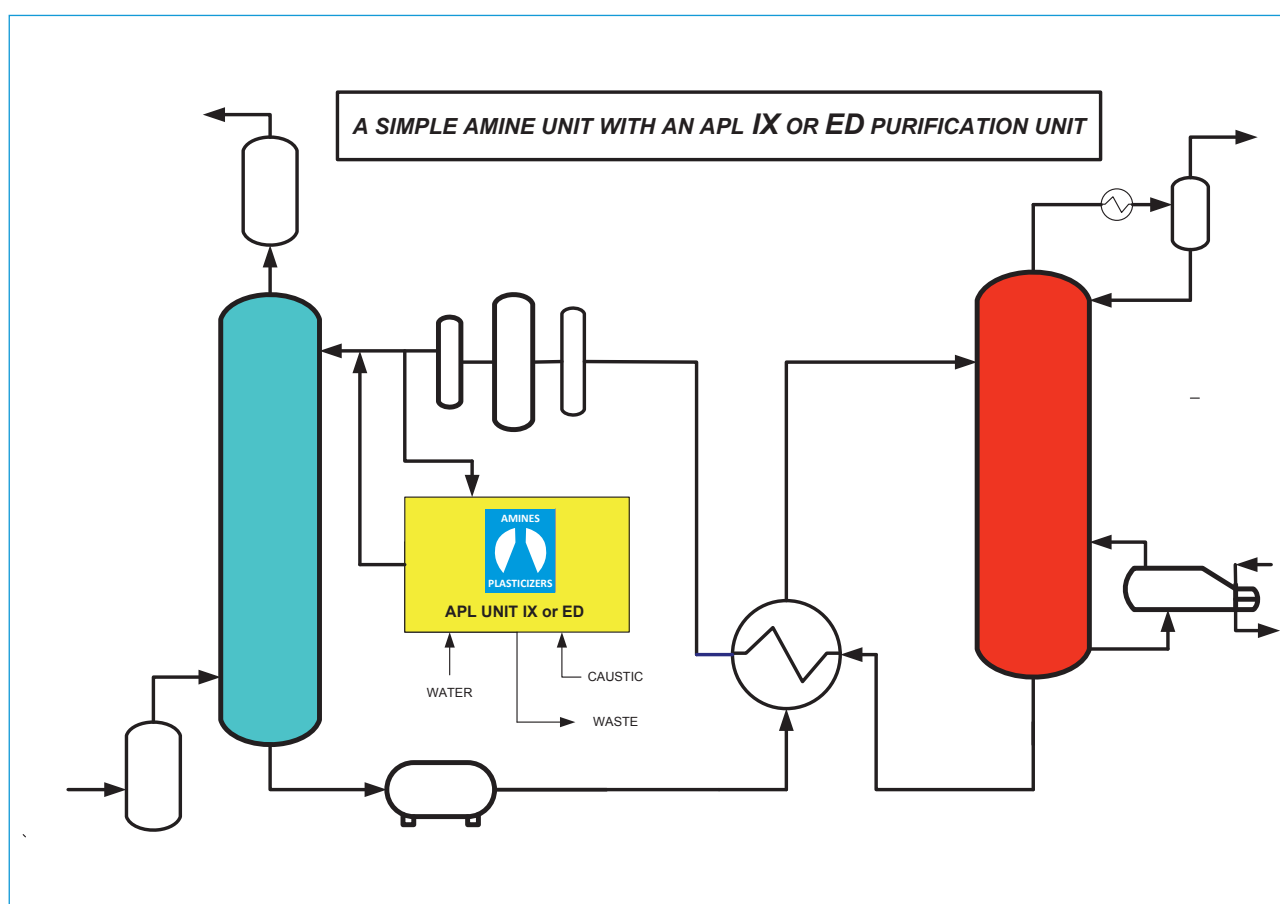 A SIMPLE AMINE UNIT WITH AN APL IX OR ED PURIFICATION UNIT
AMINES
PLASTICIZERS
APL UNIT IX or ED
WATER
CAUSTIC
WASTE